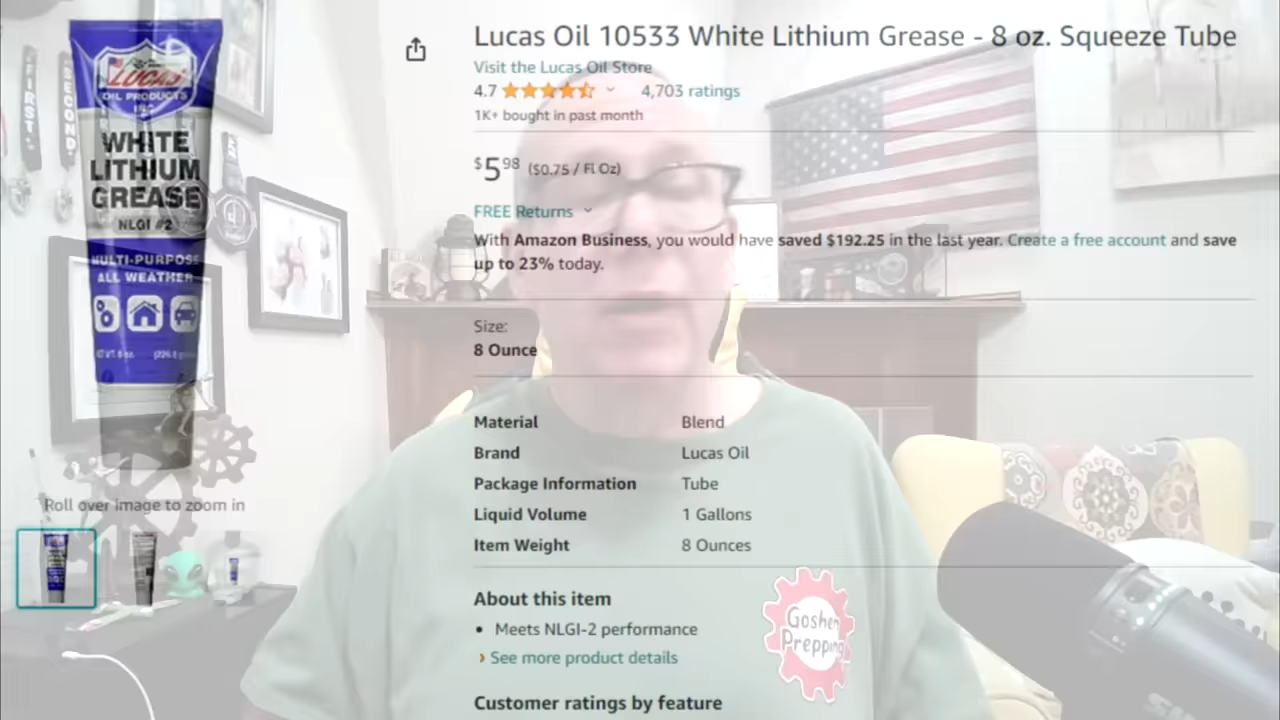 Lucas Oil 10533 White Lithium Grease - 8 oz. Squeeze Tube
Visit the Lucas Oil Store
4.7
4,703 ratings
1K+ bought in past month
$5.98 ($0.75 / Fl Oz)
FREE Returns
With Amazon Business, you would have saved $192.25 in the last year. Create a free account and save
up to 23% today.
Size:
8 Ounce
Material Blend
Brand Lucas Oil
Package Information Tube
Liquid Volume 1 Gallons
Item Weight 8 Ounces
About this item
• Meets NLGI-2 performance
› See more product details
Customer ratings by feature
LUCAS
OIL PRODUCTS
WHITE
LITHIUM
GREASE
NLGI #2
MULTI-PURPOSE
ALL WEATHER
Roll over image to zoom in
FIRST
SECOND
Goshen
Prepping